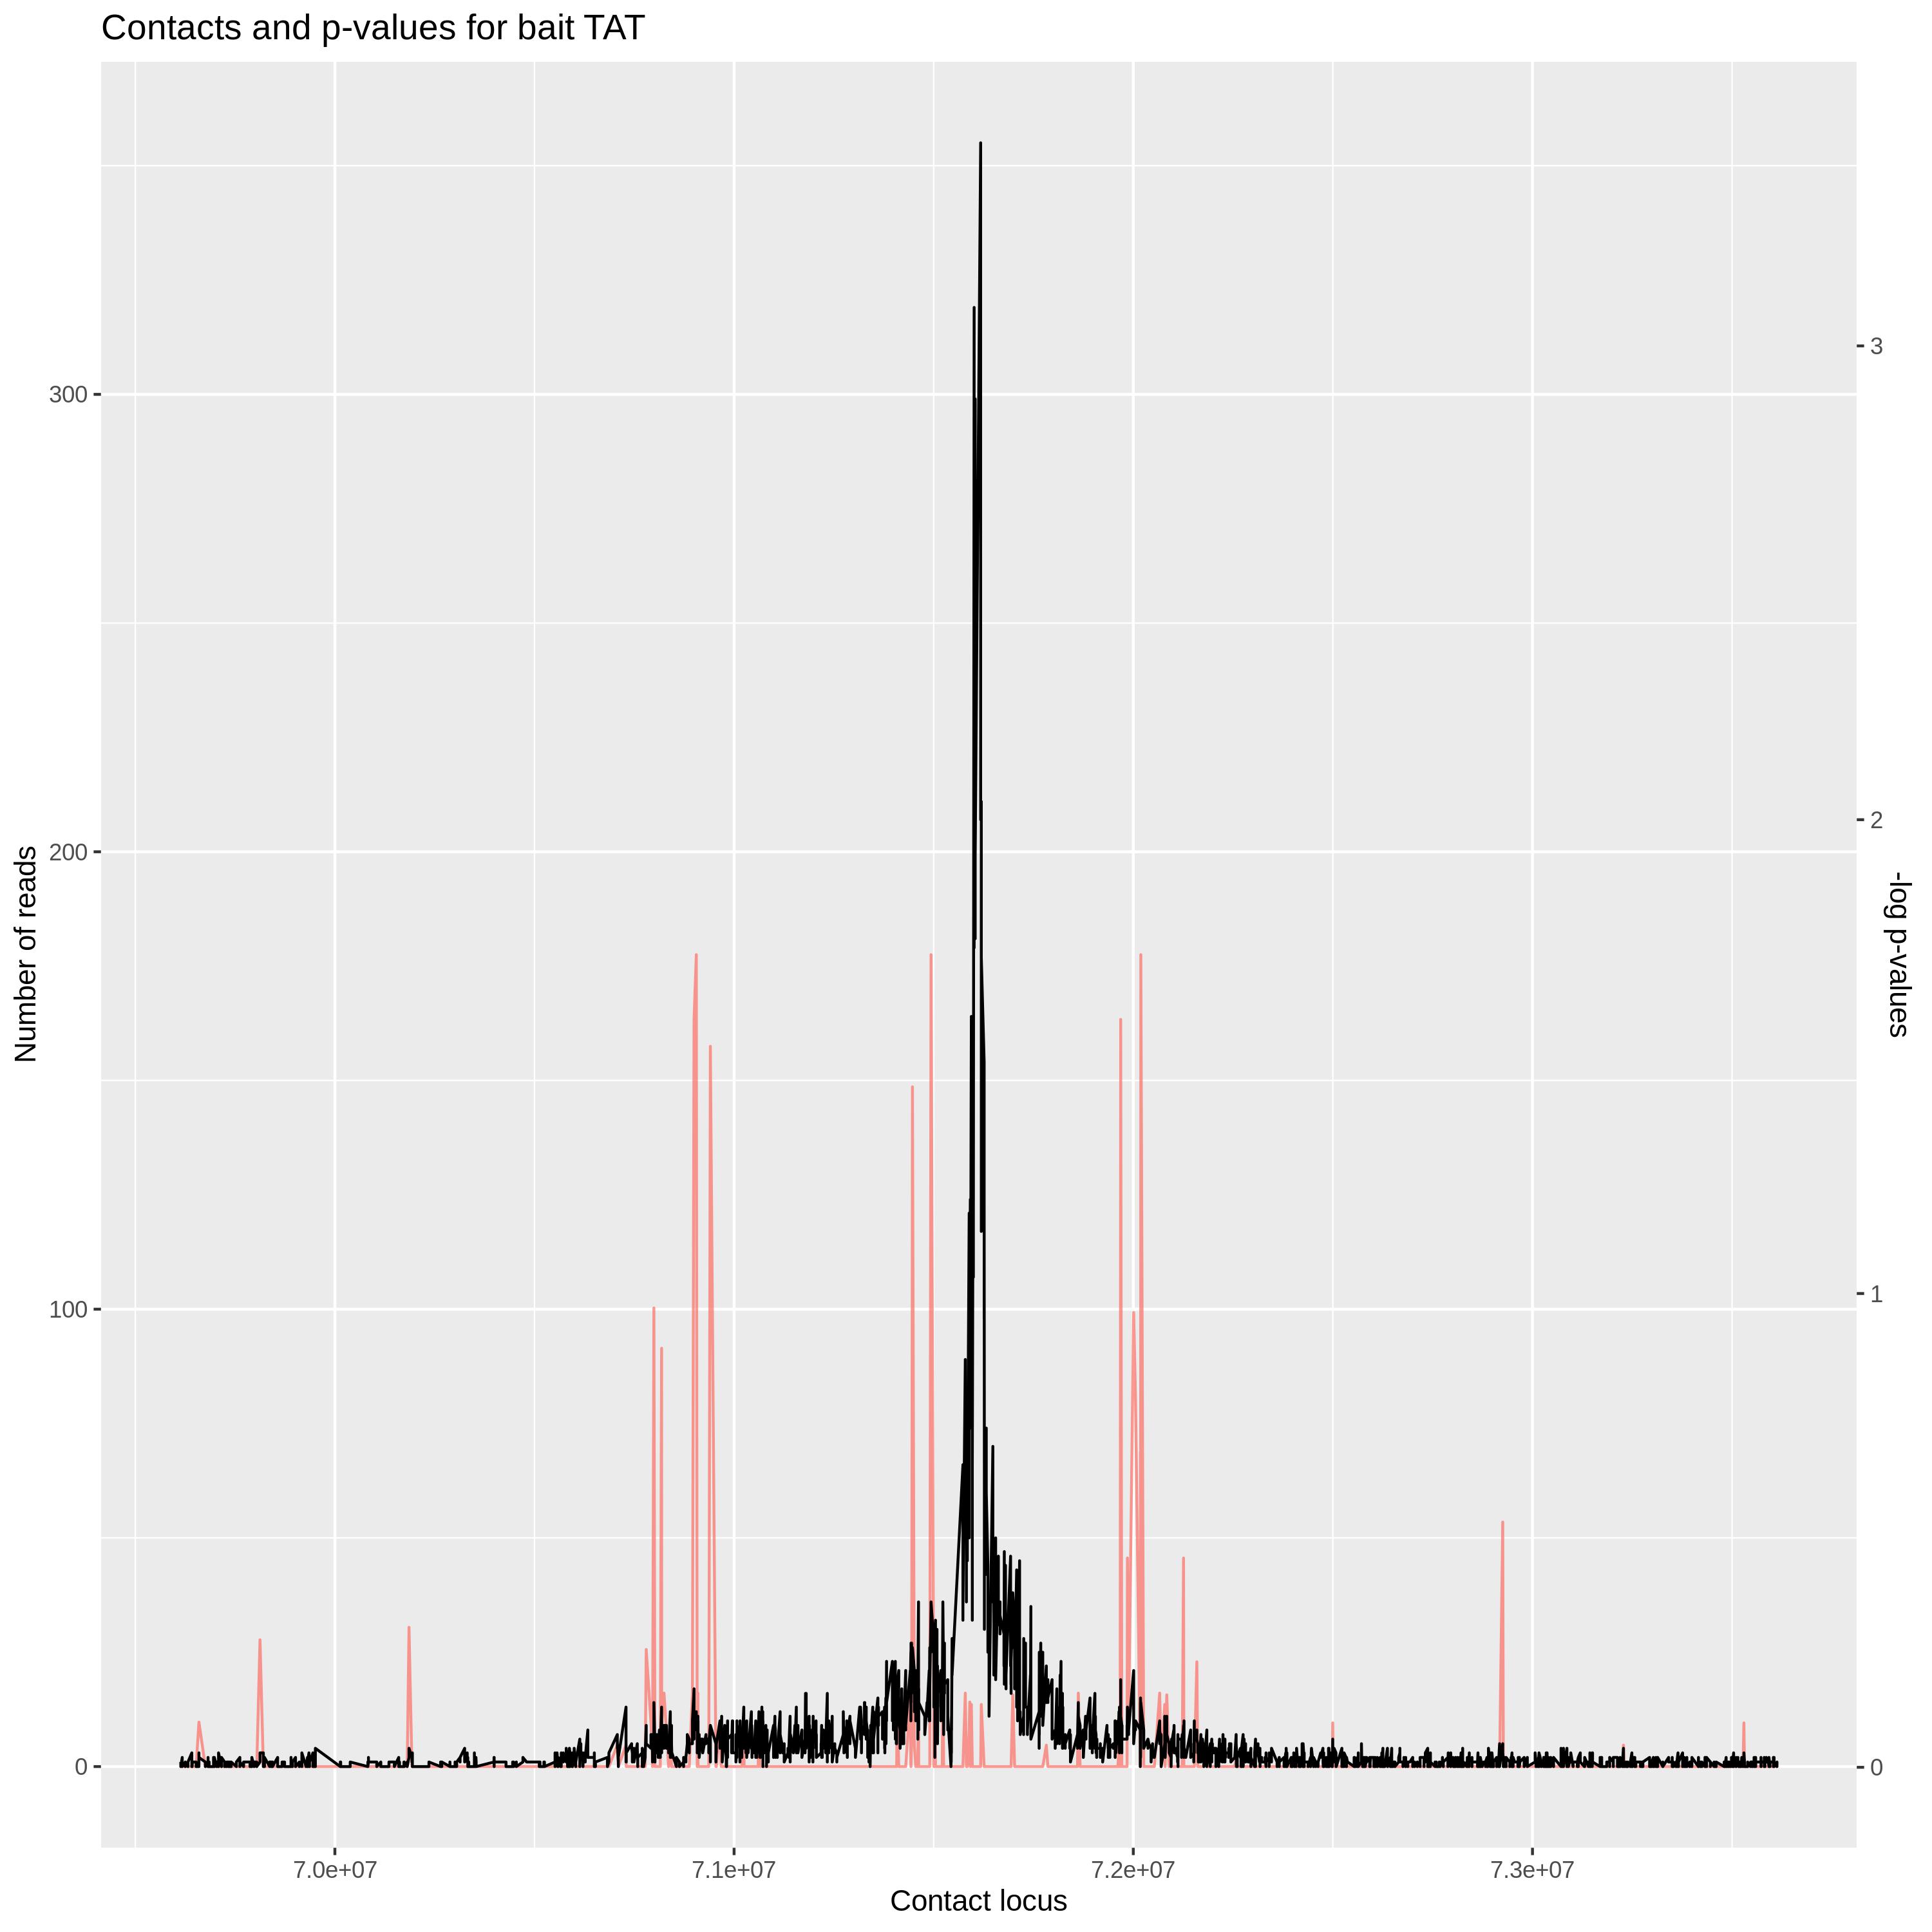 Contacts and p-values for bait TAT
Number of reads
300
200
100
0
3
2
1
0
-log p-values
7.0e+07
7.1e+07
7.2e+07
7.3e+07
Contact locus